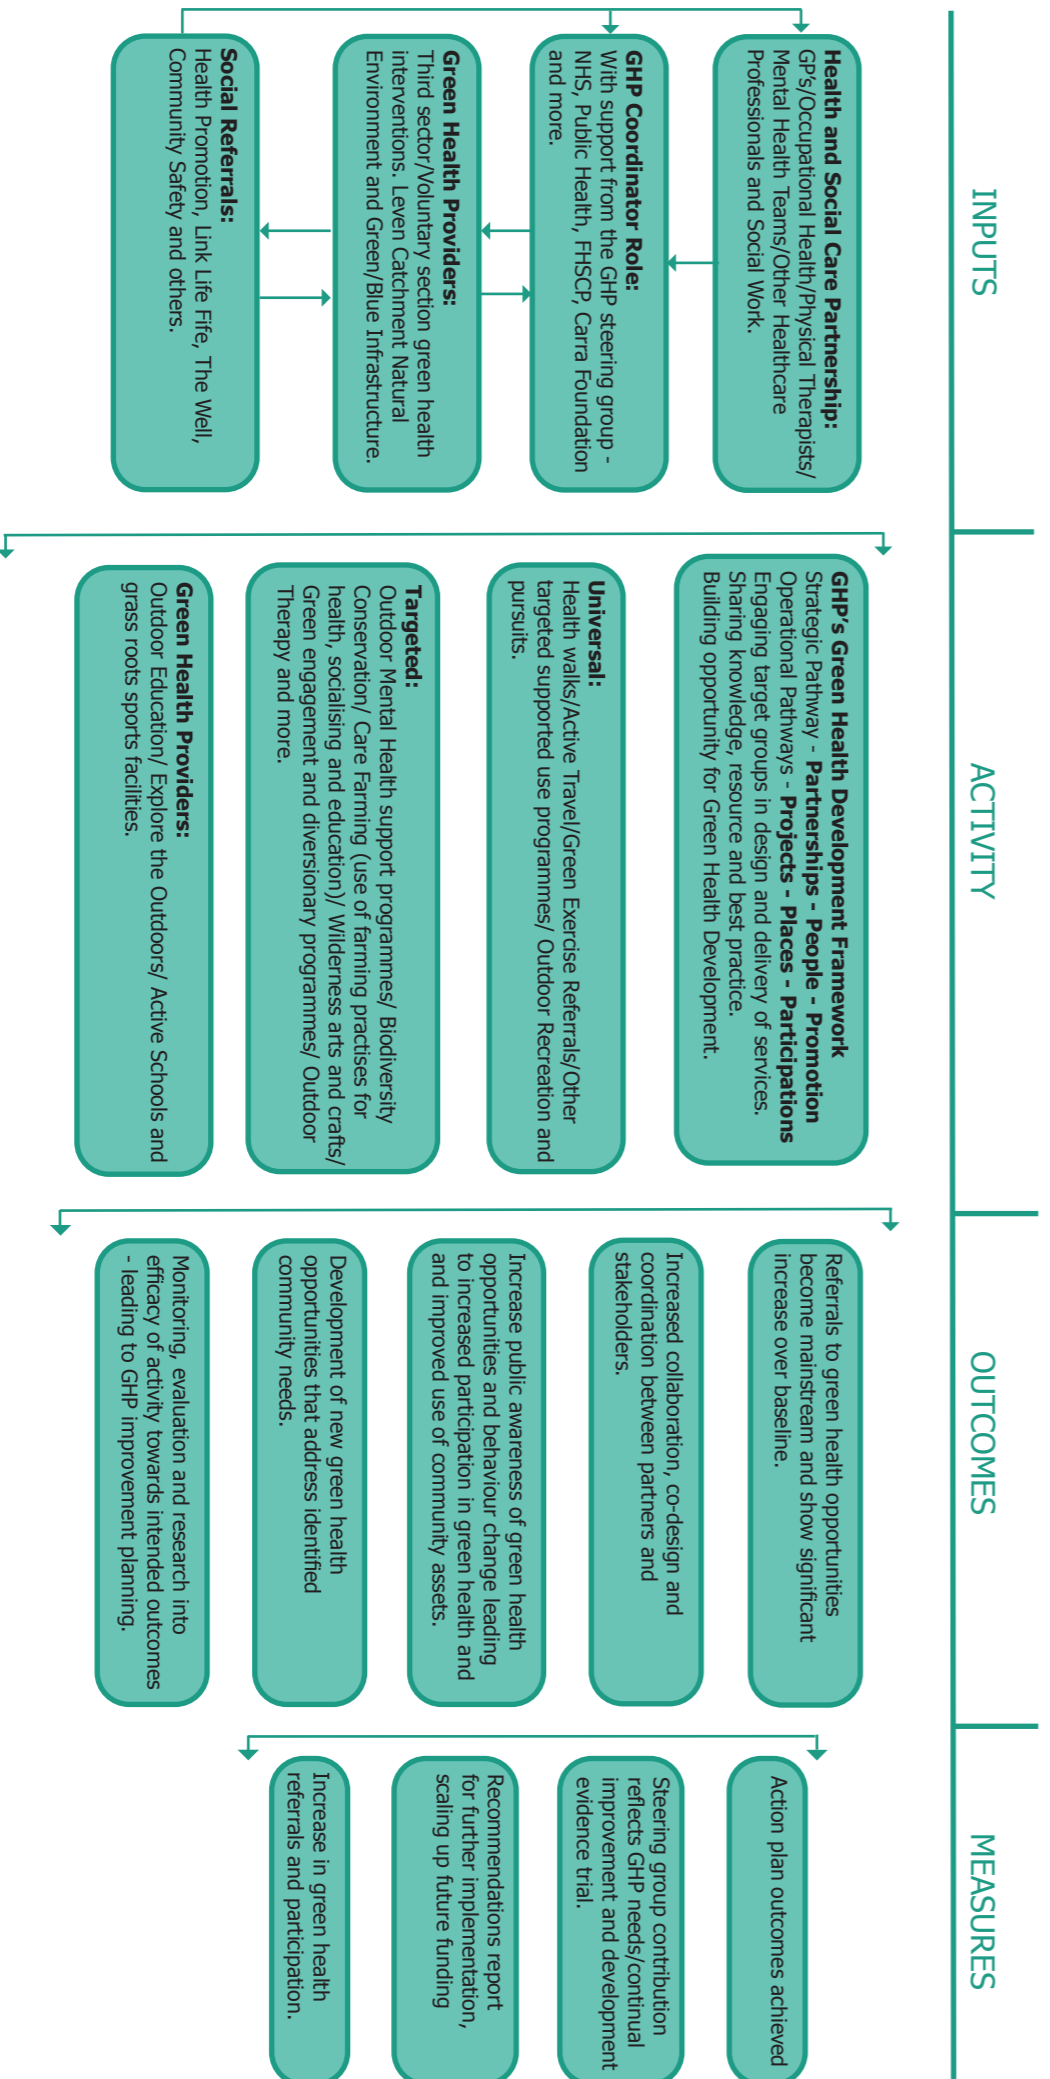 INPUTS
Health and Social Care Partnership:
GP's/Occupational Health/Physical Therapists/
Mental Health Teams/Other Healthcare
Professionals and Social Work.
GHP Coordinator Role:
With support from the GHP steering group -
NHS, Public Health, FHSCP, Carra Foundation
and more.
Green Health Providers:
Third sector/Voluntary section green health
interventions. Leven Catchment Natural
Environment and Green/Blue Infrastructure.
Social Referrals:
Health Promotion, Link Life Fife, The Well,
Community Safety and others.
ACTIVITY
GHP's Green Health Development Framework
Strategic Pathway - Partnerships - People - Promotion
Operational Pathways - Projects - Places - Participations
Engaging target groups in design and delivery of services.
Sharing knowledge, resource and best practice.
Building opportunity for Green Health Development.
Universal:
Health walks/Active Travel/Green Exercise Referrals/Other
targeted supported use programmes/ Outdoor Recreation and
pursuits.
Targeted:
Outdoor Mental Health support programmes/ Biodiversity
Conservation/ Care Farming (use of farming practises for
health, socialising and education)/ Wilderness arts and crafts/
Green engagement and diversionary programmes/ Outdoor
Therapy and more.
Green Health Providers:
Outdoor Education/ Explore the Outdoors/ Active Schools and
grass roots sports facilities.
OUTCOMES
Referrals to green health opportunities
become mainstream and show significant
increase over baseline.
Increased collaboration, co-design and
coordination between partners and
stakeholders.
Increase public awareness of green health
opportunities and behaviour change leading
to increased participation in green health and
and improved use of community assets.
Development of new green health
opportunities that address identified
community needs.
Monitoring, evaluation and research into
efficacy of activity towards intended outcomes
- leading to GHP improvement planning.
MEASURES
Action plan outcomes achieved
Steering group contribution
reflects GHP needs/continual
improvement and development
evidence trial.
Recommendations report
for further implementation,
scaling up future funding
Increase in green health
referrals and participation.